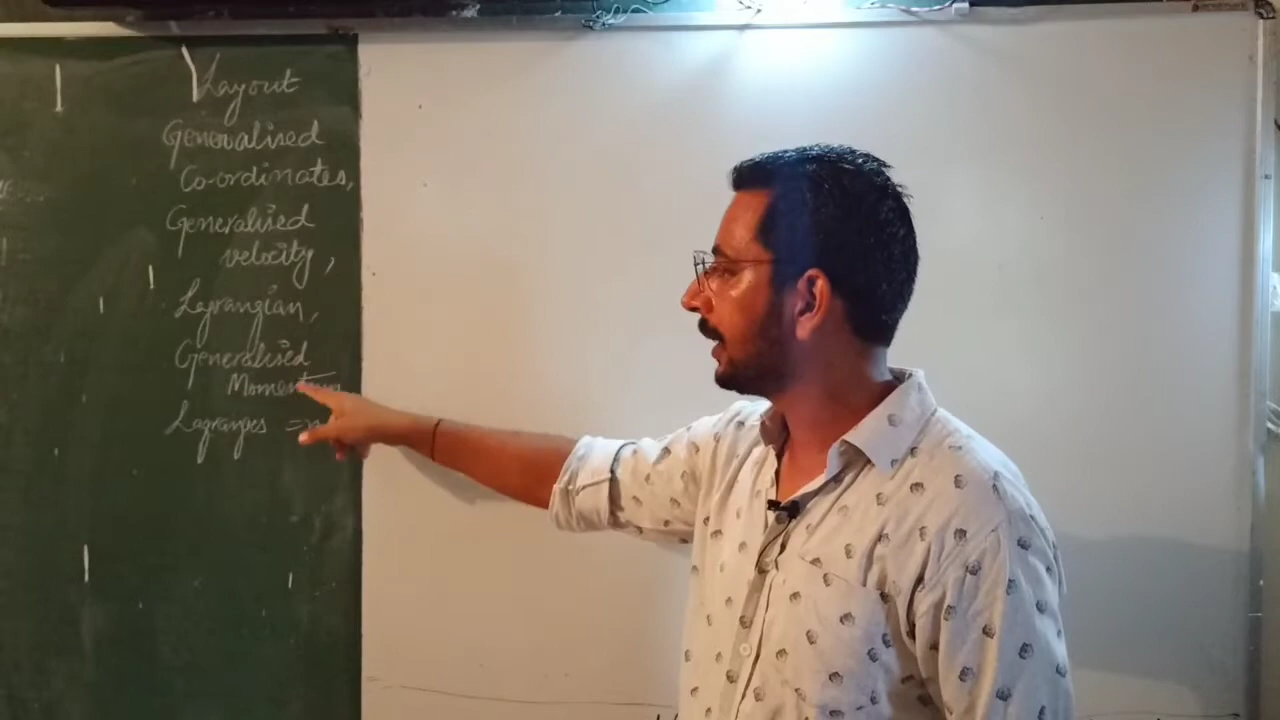 Layout
Generalised
Co-ordinates,
Generalised
velocity,
Lagrangian,
Generalised
Momentum
Lagranges =n